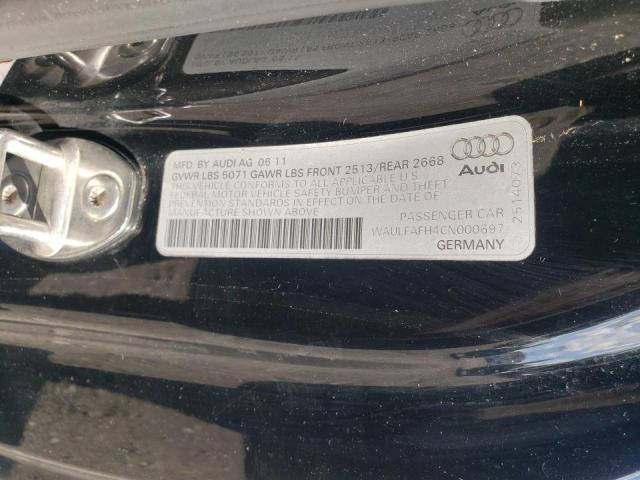 MFD. BY AUDI AG 06 11
GVWR LBS 5071 GAWR LBS FRONT 2513/REAR 2668
VEHICLE CONFORMS TO ALL APPLICABLE U.S.
FEDERAL MOTOR VEHICLE SAFETY BUMPER AND THEFT
PREVENTION STANDARDS IN EFFECT ON THE DATE OF
MANUFACTURE SHOWN ABOVE
PASSENGER CAR
WAULFAFH4CN000697
GERMANY
Audi
2514073